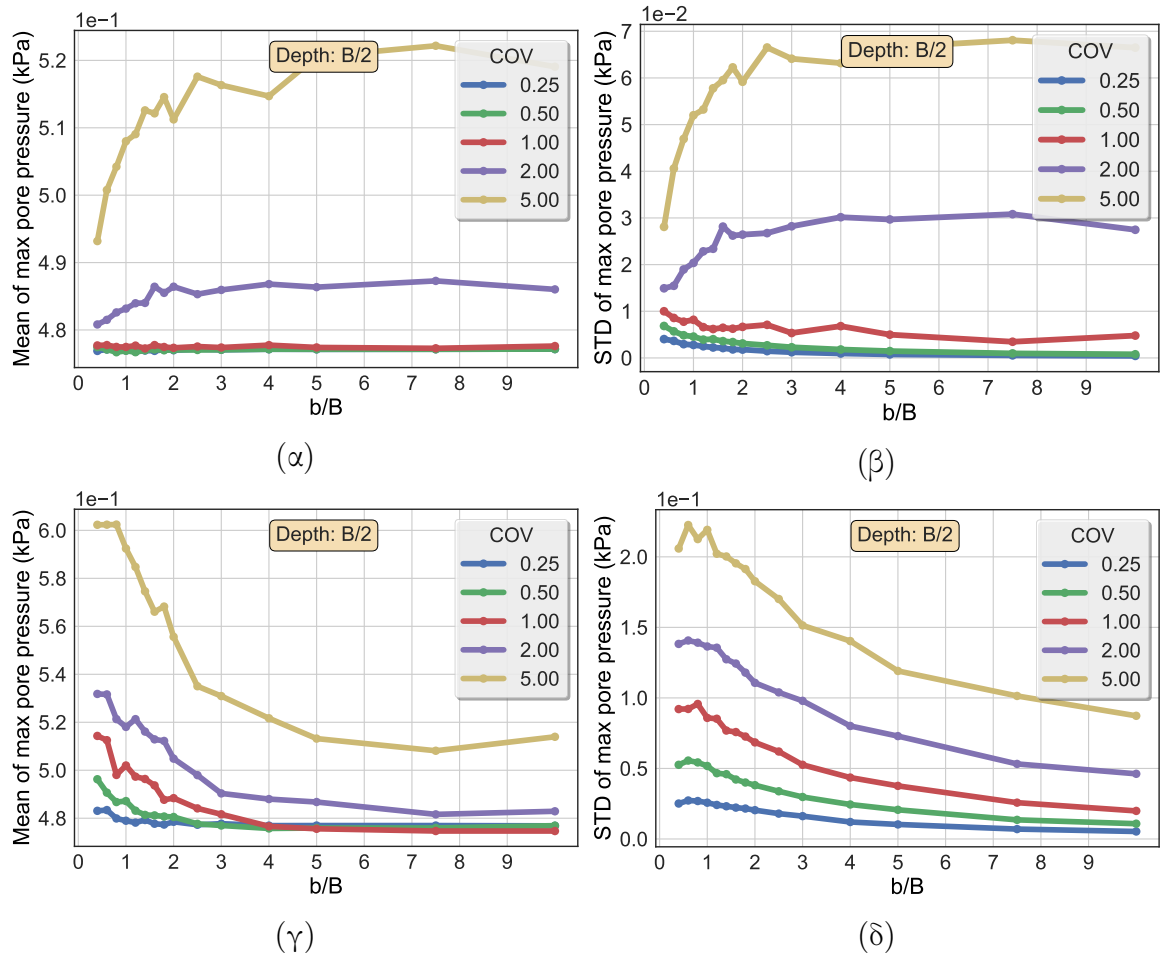 1e−1
Mean of max pore pressure (kPa)
5.2
5.1
5.0
4.9
4.8
Depth: B/2
COV
0.25
0.50
1.00
2.00
5.00
0 1 2 3 4 5 6 7 8 9
b/B
(α)
1e−2
STD of max pore pressure (kPa)
7
6
5
4
3
2
1
0
Depth: B/2
COV
0.25
0.50
1.00
2.00
5.00
0 1 2 3 4 5 6 7 8 9
b/B
(β)
1e−1
Mean of max pore pressure (kPa)
6.0
5.8
5.6
5.4
5.2
5.0
4.8
Depth: B/2
COV
0.25
0.50
1.00
2.00
5.00
0 1 2 3 4 5 6 7 8 9
b/B
(γ)
1e−1
STD of max pore pressure (kPa)
2.0
1.5
1.0
0.5
0.0
Depth: B/2
COV
0.25
0.50
1.00
2.00
5.00
0 1 2 3 4 5 6 7 8 9
b/B
(δ)